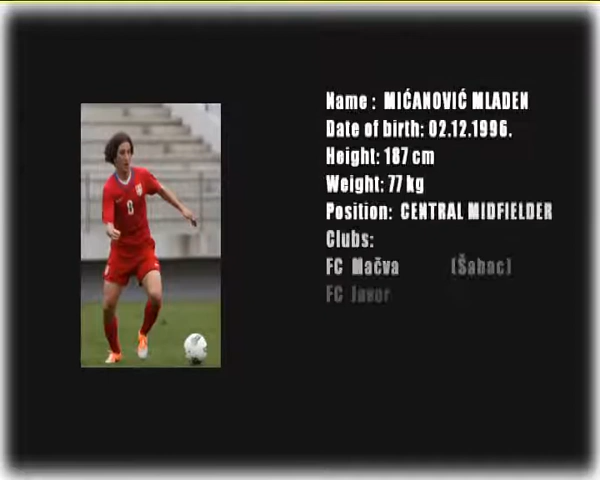 Name : MIĆANOVIĆ MLADEN
Date of birth: 02.12.1996.
Height: 187 cm
Weight: 77 kg
Position: CENTRAL MIDFIELDER
Clubs:
FC Mačva (Šabac)
FC Javor